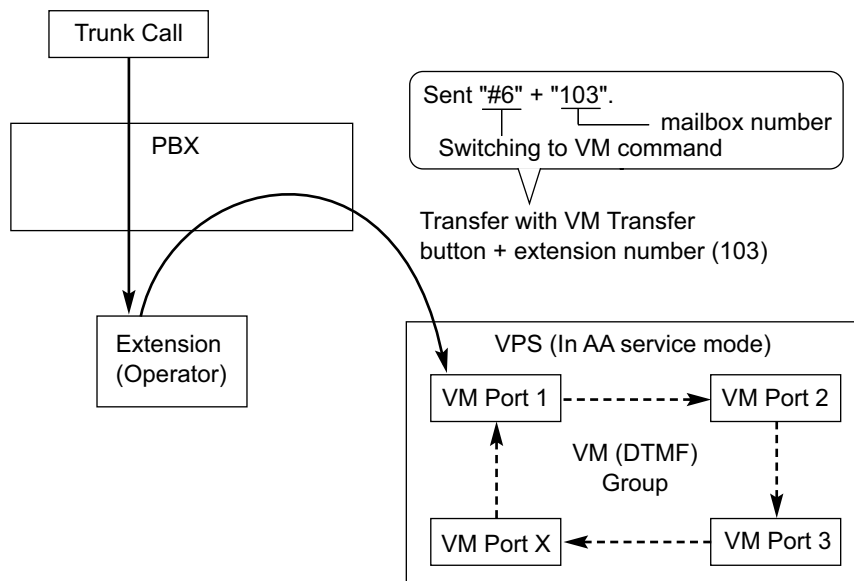 Trunk Call
PBX
Sent "#6" + "103".
mailbox number
Switching to VM command
Transfer with VM Transfer
button + extension number (103)
Extension
(Operator)
VPS (In AA service mode)
VM Port 1
VM Port 2
VM (DTMF)
Group
VM Port X
VM Port 3